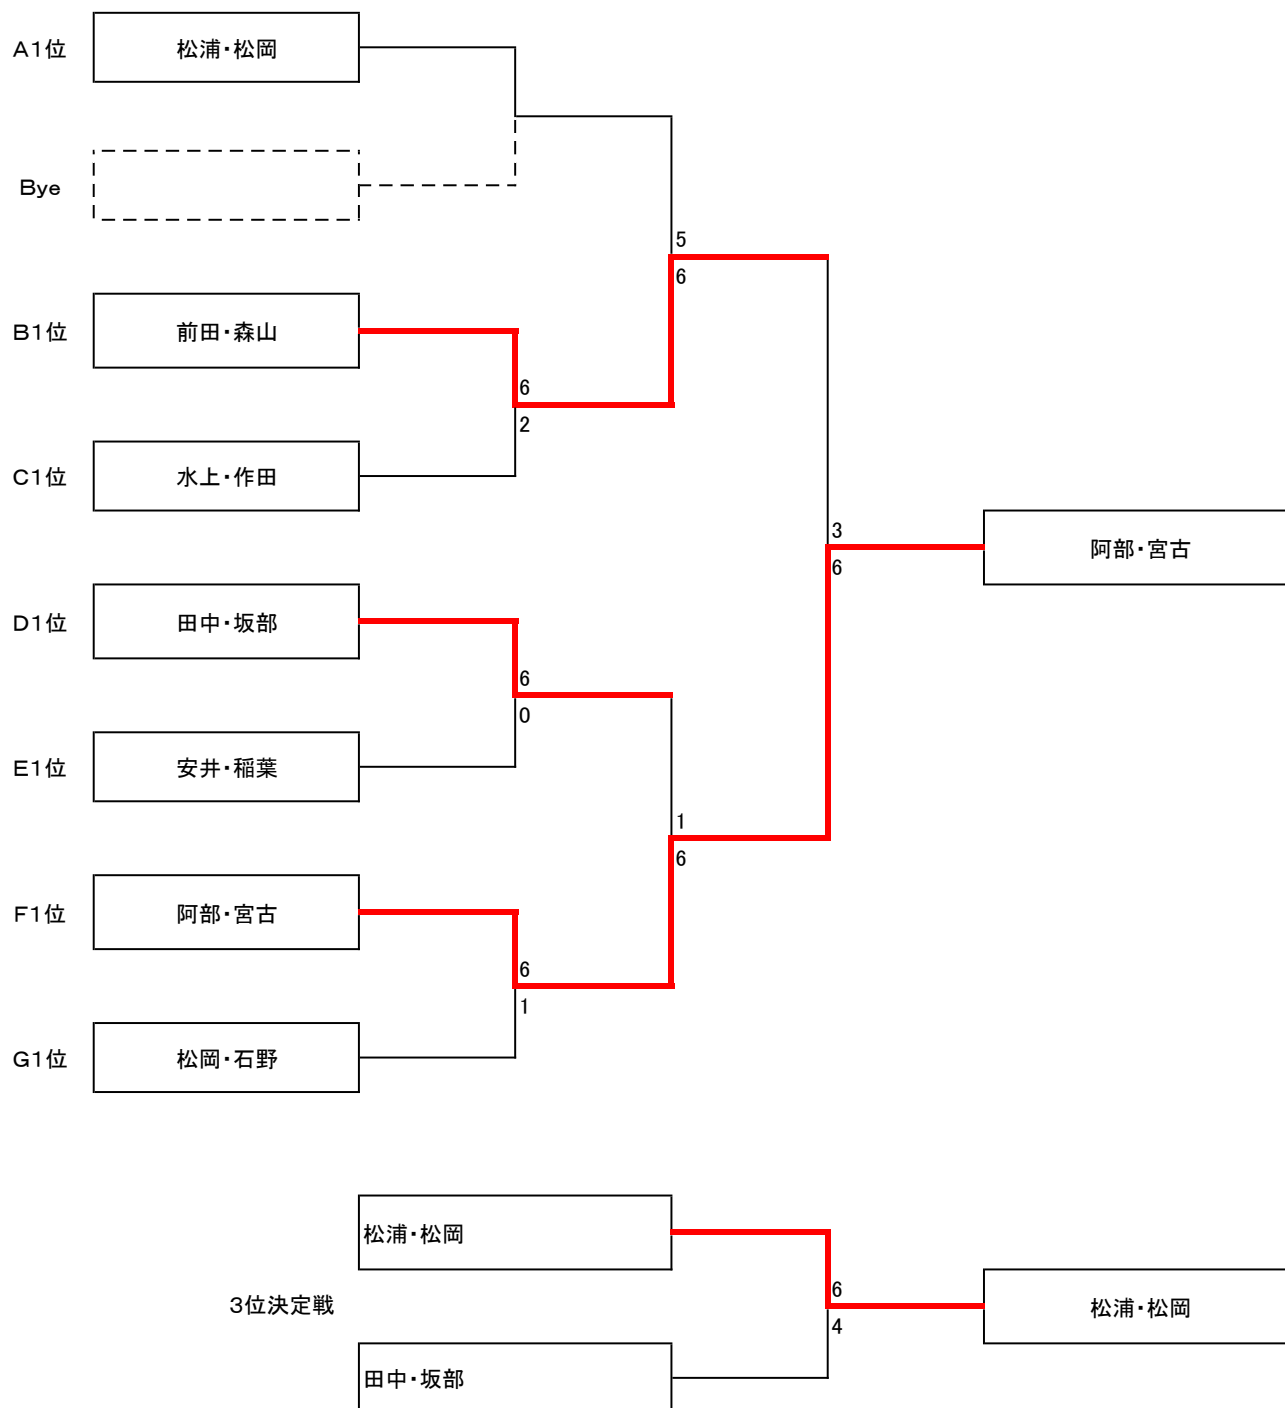 A1位 松浦・松岡
Bye
5
6
B1位 前田・森山
6
2
C1位 水上・作田
3
6
阿部・宮古
D1位 田中・坂部
6
0
E1位 安井・稲葉
1
6
F1位 阿部・宮古
6
1
G1位 松岡・石野
松浦・松岡
3位決定戦
6
4
松浦・松岡
田中・坂部